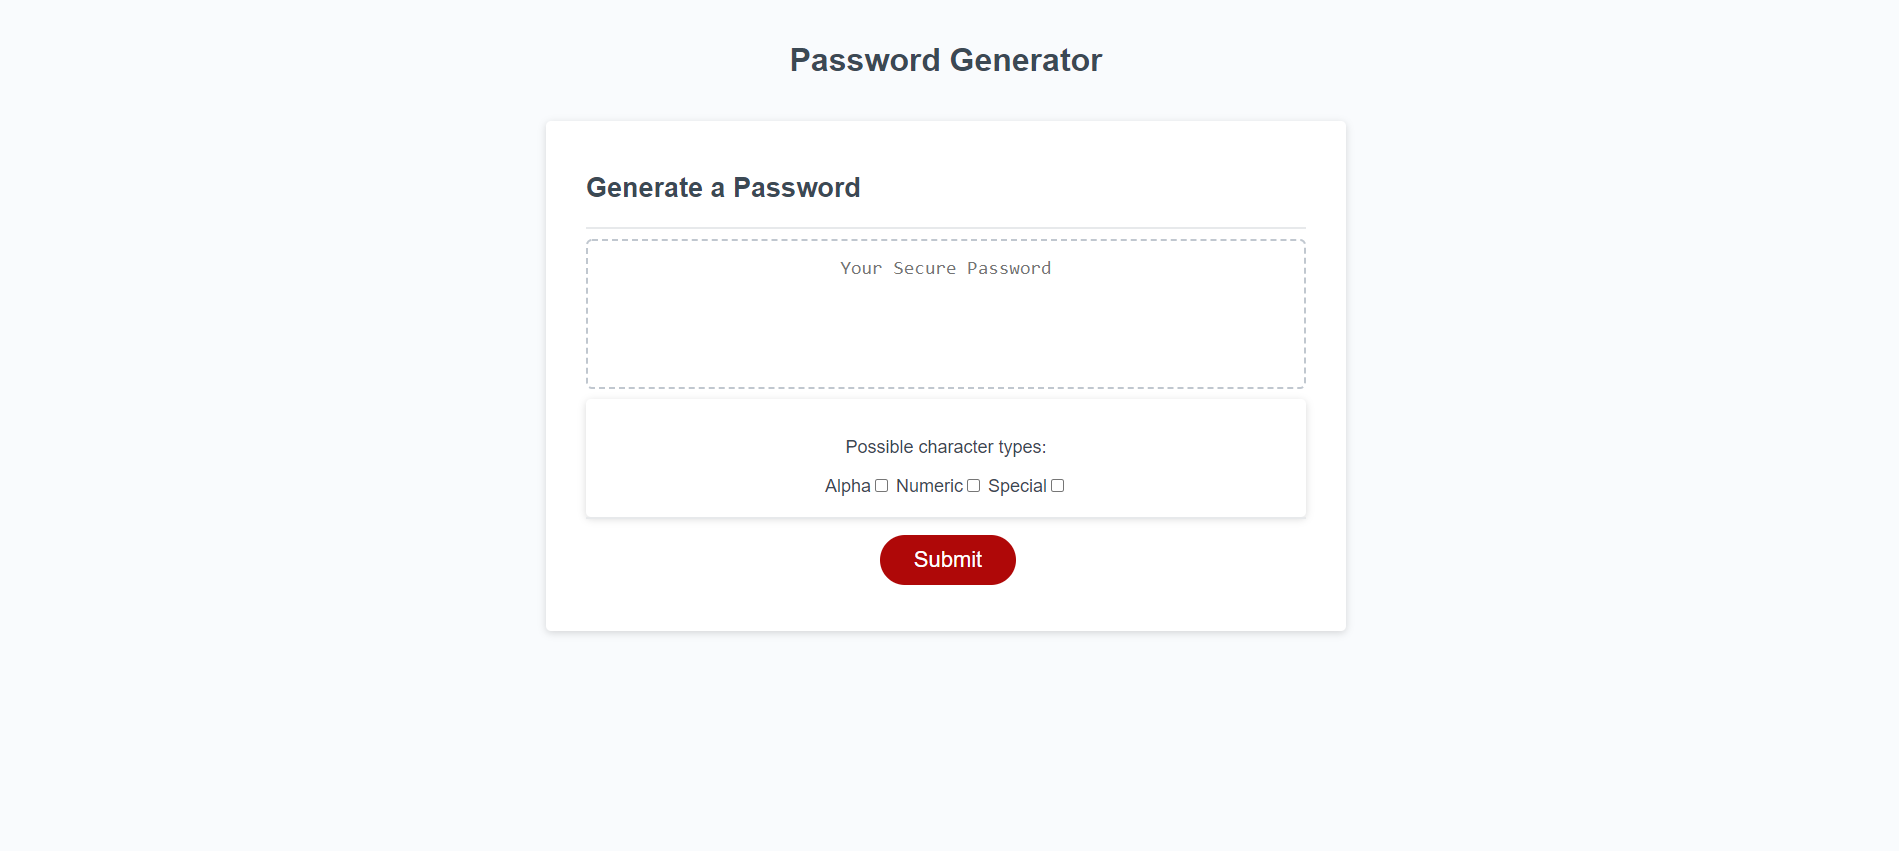 Password Generator
Generate a Password
Your Secure Password
Possible character types:
Alpha Numeric Special
Submit